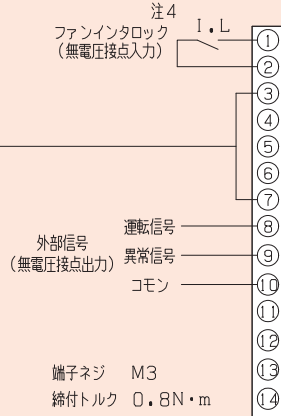 注4
ファンインタロック
(無電圧接点入力)
I.L
①
②
③
④
⑤
⑥
⑦
外部信号
(無電圧接点出力)
運転信号
⑧
異常信号
⑨
コモン
⑩
⑪
⑫
端子ネジ M3
⑬
締付トルク 0.8N・m
⑭